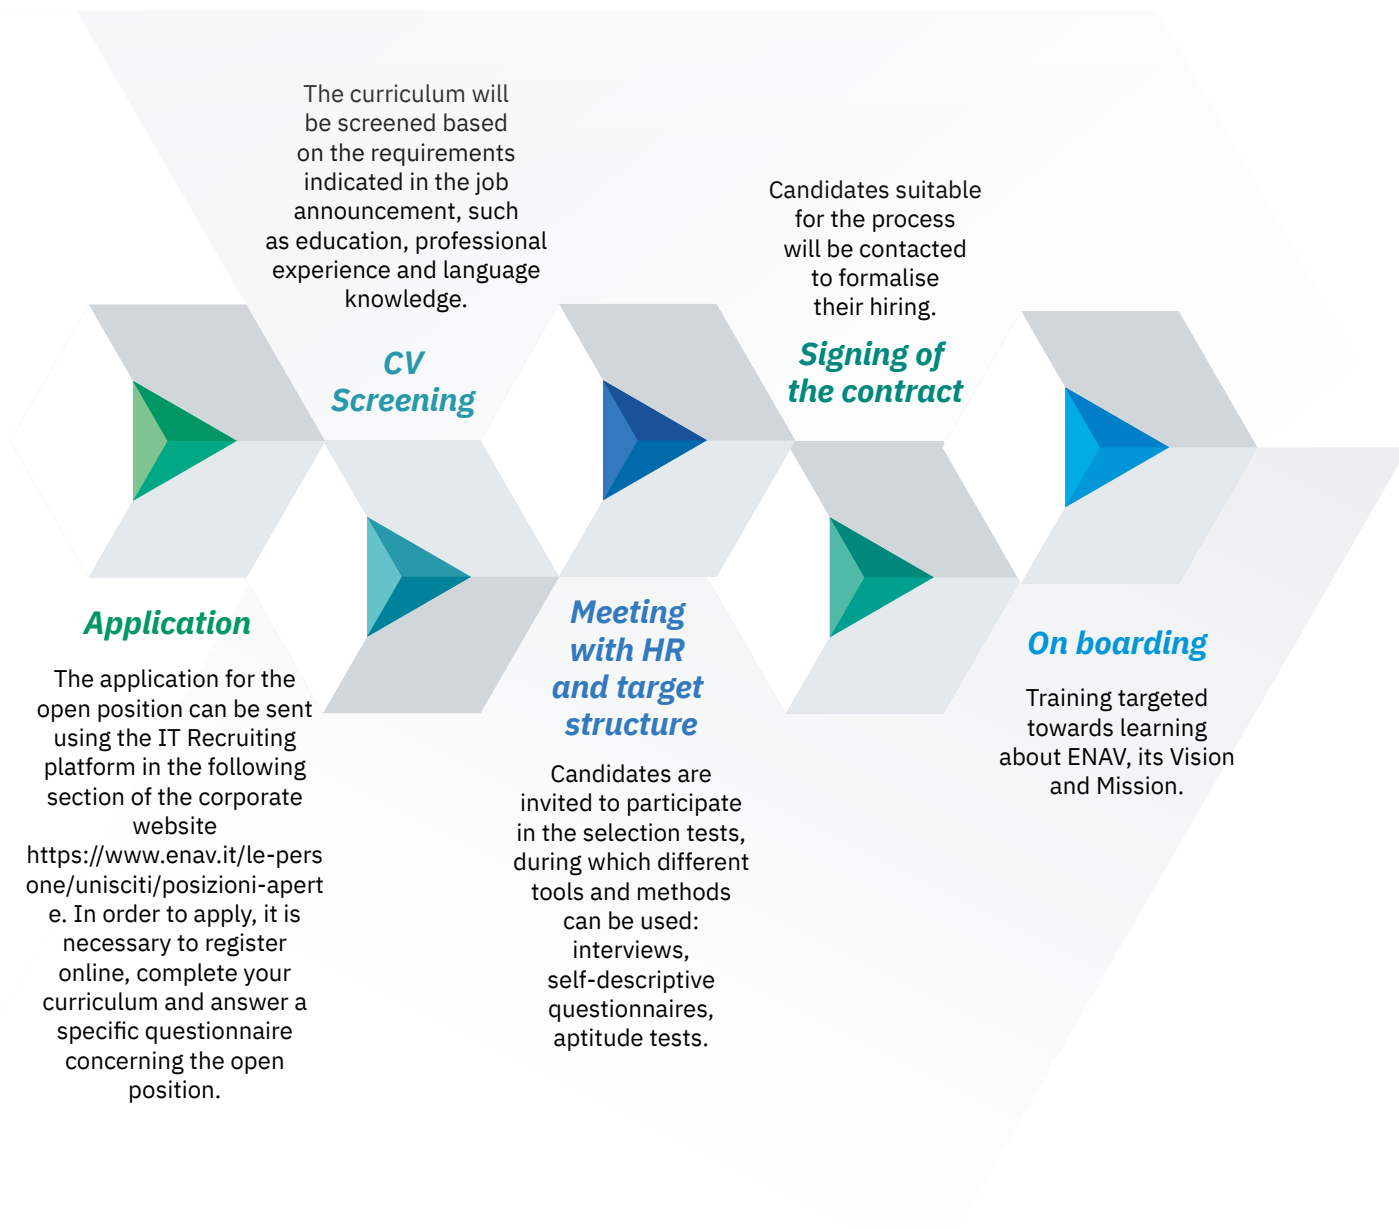 Application
The application for the
open position can be sent
using the IT Recruiting
platform in the following
section of the corporate
website
https://www.enav.it/le-pers
one/unisciti/posizioni-apert
e. In order to apply, it is
necessary to register
online, complete your
curriculum and answer a
specific questionnaire
concerning the open
position.
The curriculum will
be screened based
on the requirements
indicated in the job
announcement, such
as education, professional
experience and language
knowledge.
CV
Screening
Meeting
with HR
and target
structure
Candidates are
invited to participate
in the selection tests,
during which different
tools and methods
can be used:
interviews,
self-descriptive
questionnaires,
aptitude tests.
Candidates suitable
for the process
will be contacted
to formalise
their hiring.
Signing of
the contract
On boarding
Training targeted
towards learning
about ENAV, its Vision
and Mission.